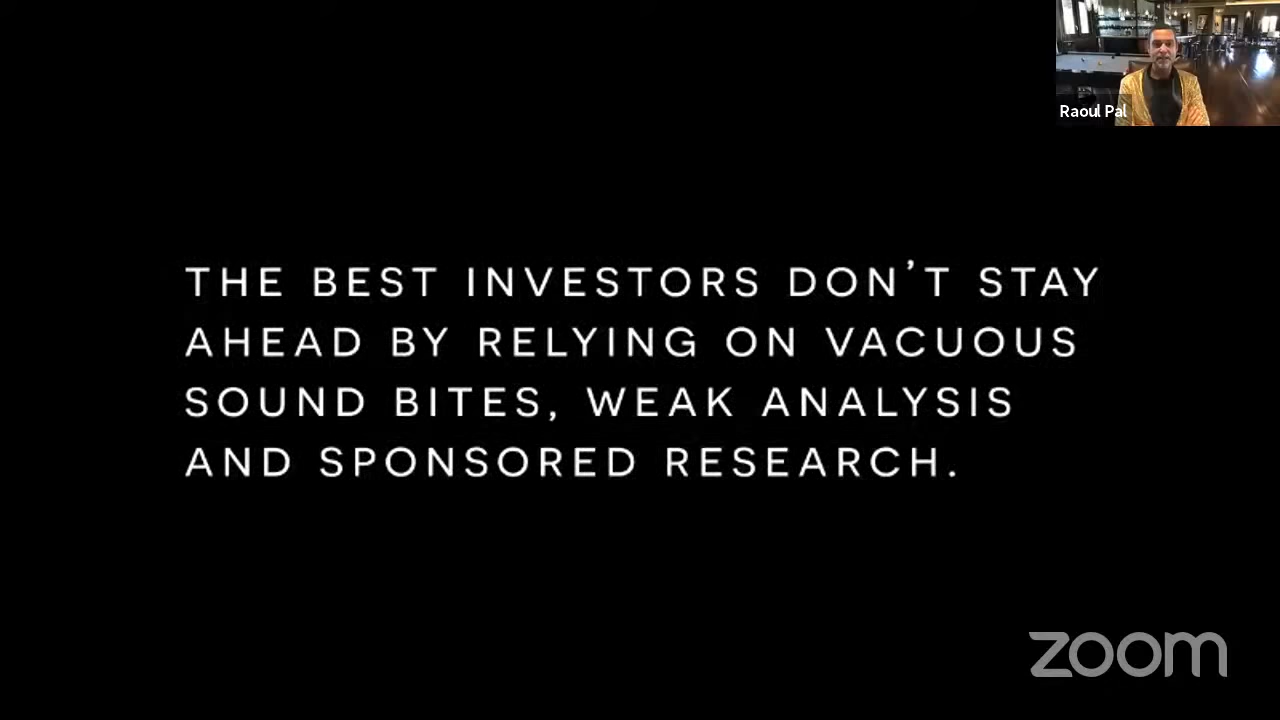 Raoul Pal
THE BEST INVESTORS DON'T STAY
AHEAD BY RELYING ON VACUOUS
SOUND BITES, WEAK ANALYSIS
AND SPONSORED RESEARCH.
zoom